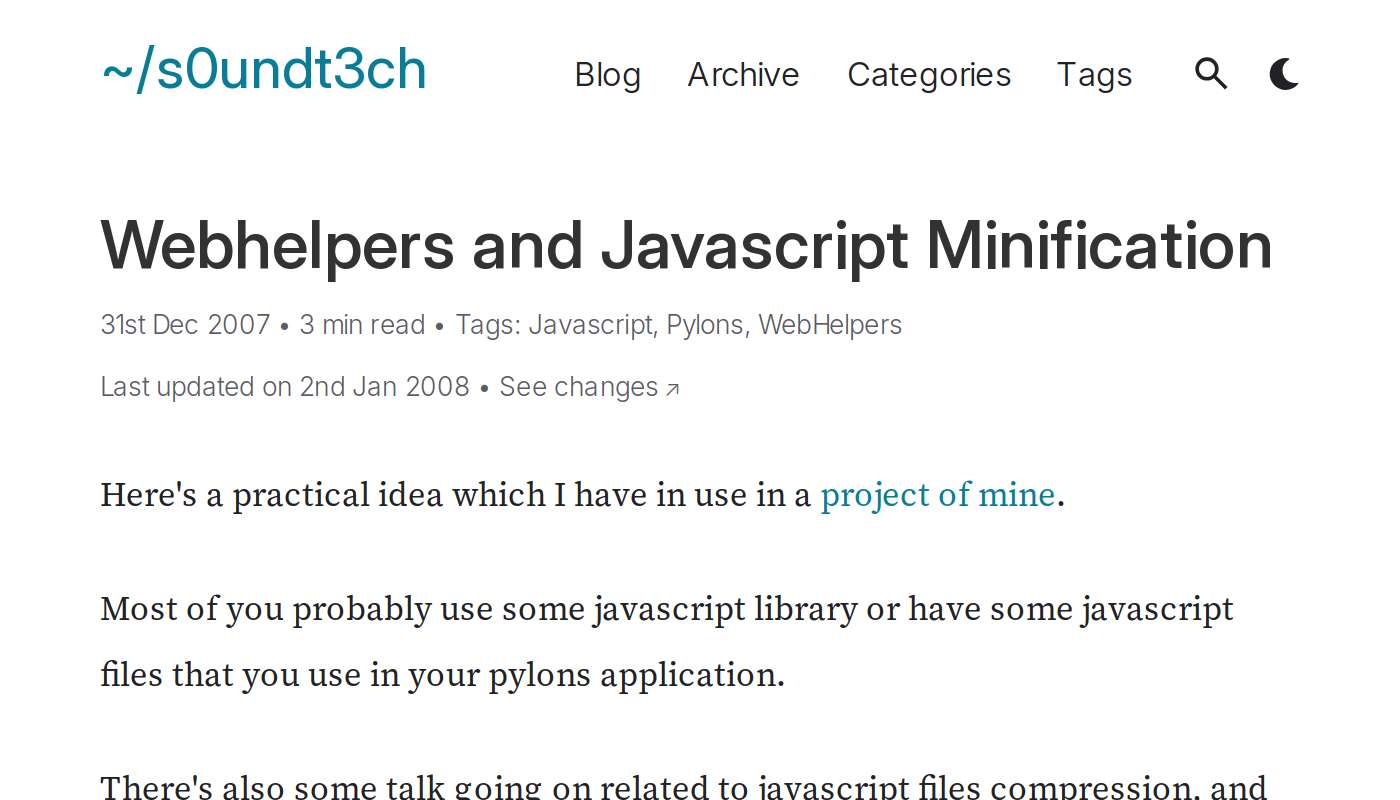 ~/s0undt3ch
Blog Archive Categories Tags
Webhelpers and Javascript Minification
31st Dec 2007 • 3 min read • Tags: Javascript, Pylons, WebHelpers
Last updated on 2nd Jan 2008 • See changes ↗
Here's a practical idea which I have in use in a project of mine.
Most of you probably use some javascript library or have some javascript
files that you use in your pylons application.
There's also some talk going on related to javascript files compression, and